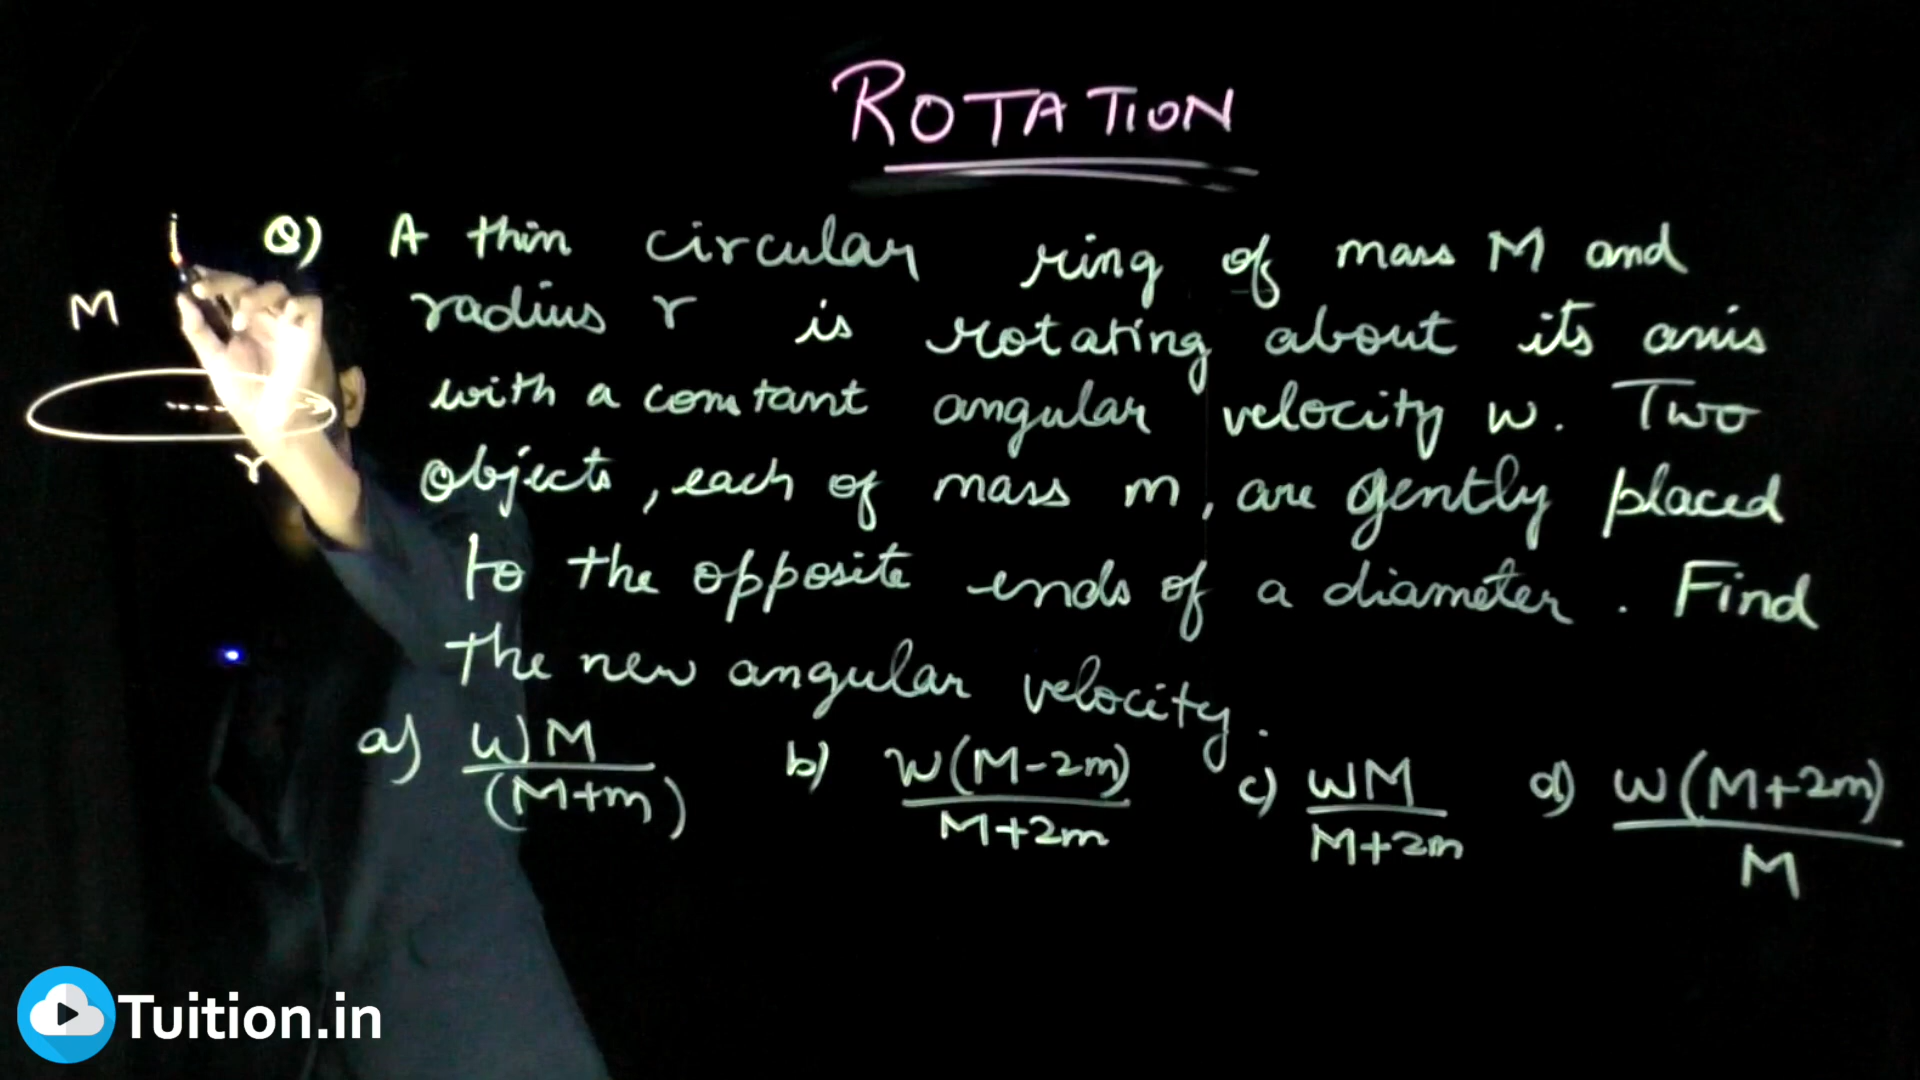 ROTATION
Q) A thin circular ring of mass M and
radius r is rotating about its axis
with a constant angular velocity w. Two
objects, each of mass m, are gently placed
to the opposite ends of a diameter. Find
the new angular velocity.
a) wM/(M+m) b) w(M-2m)/M+2m c) wM/M+2m d) w(M+2m)/M
M
r
Tuition.in